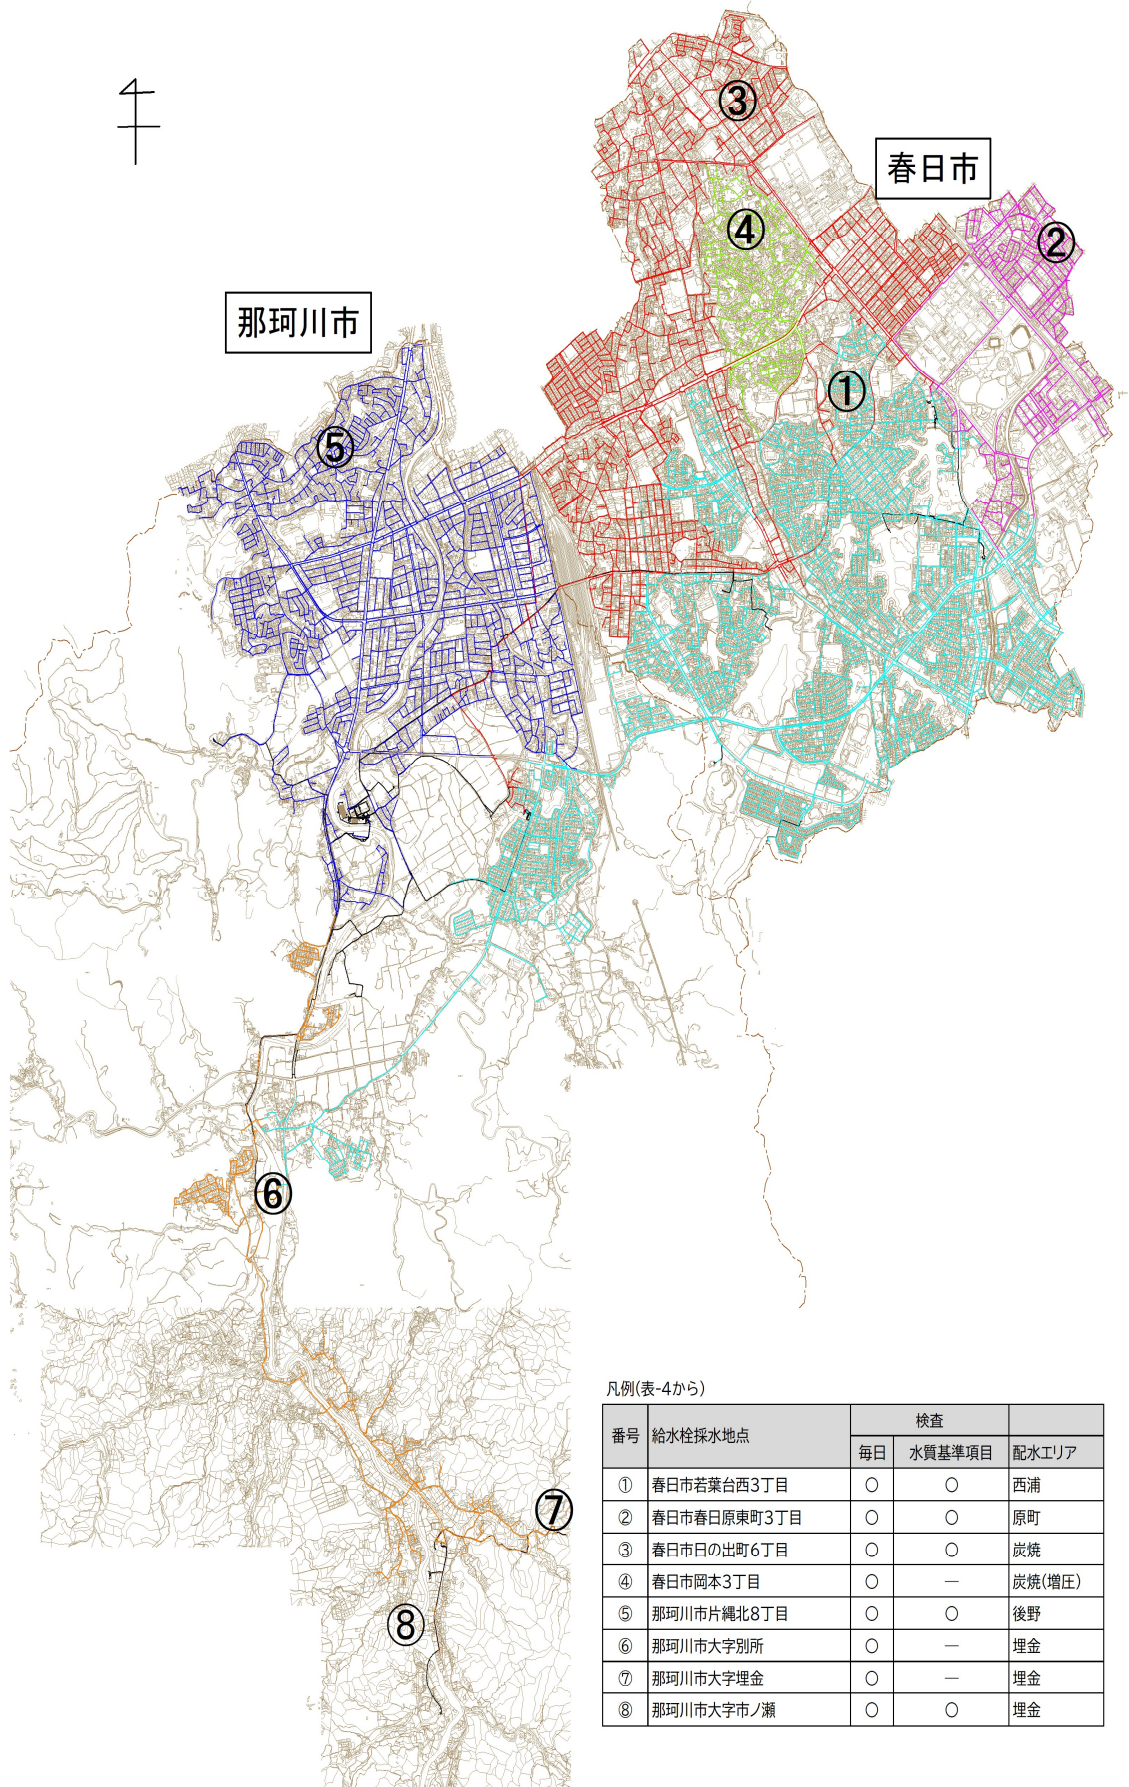 ③
春日市
④
②
那珂川市
①
⑤
⑥
⑦
⑧
凡例(表-4から)
番号 給水栓採水地点 検査
毎日 水質基準項目 配水エリア
① 春日市若葉台西3丁目 〇 〇 西浦
② 春日市春日原東町3丁目 〇 〇 原町
③ 春日市日の出町6丁目 〇 〇 炭焼
④ 春日市岡本3丁目 〇 ― 炭焼(増圧)
⑤ 那珂川市片縄北8丁目 〇 〇 後野
⑥ 那珂川市大字別所 〇 ― 埋金
⑦ 那珂川市大字埋金 〇 ― 埋金
⑧ 那珂川市大字市ノ瀬 〇 〇 埋金